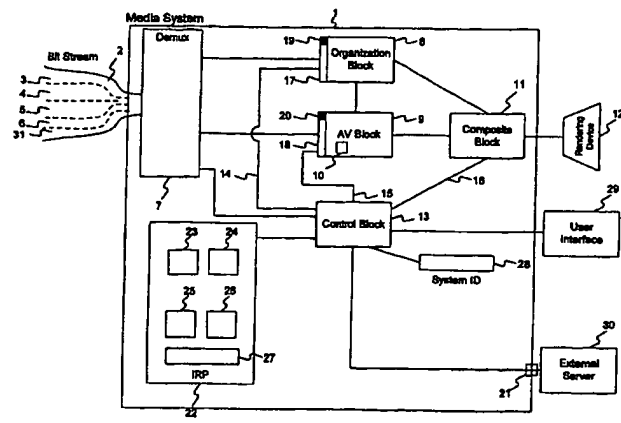 1
Media System
Demux
Bit Stream
2
3
4
5
6
31
7
19
Organization
Block
8
17
20
AV Block
9
18
10
11
Composite Block
Rendering
Device
12
14
15
16
Control Block
13
29
User
Interface
28
System ID
23
24
25
26
27
IRP
22
30
External
Server
21